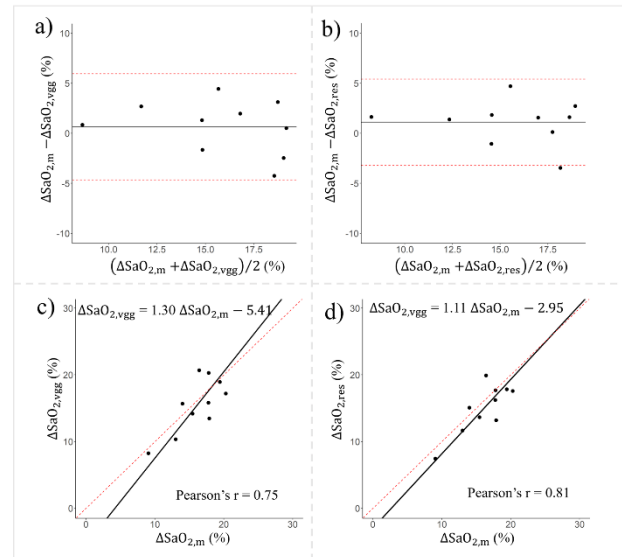 a)
ΔSaO₂,m − ΔSaO₂,vgg (%)
10
5
0
-5
-10
10.0 12.5 15.0 17.5
(ΔSaO₂,m + ΔSaO₂,vgg)/2 (%)
b)
ΔSaO₂,m − ΔSaO₂,res (%)
10
5
0
-5
-10
10.0 12.5 15.0 17.5
(ΔSaO₂,m + ΔSaO₂,res)/2 (%)
c)
ΔSaO₂,vgg = 1.30 ΔSaO₂,m − 5.41
ΔSaO₂,vgg (%)
30
20
10
0
Pearson's r = 0.75
0 10 20 30
ΔSaO₂,m (%)
d)
ΔSaO₂,vgg = 1.11 ΔSaO₂,m − 2.95
ΔSaO₂,res (%)
30
20
10
0
Pearson's r = 0.81
0 10 20 30
ΔSaO₂,m (%)